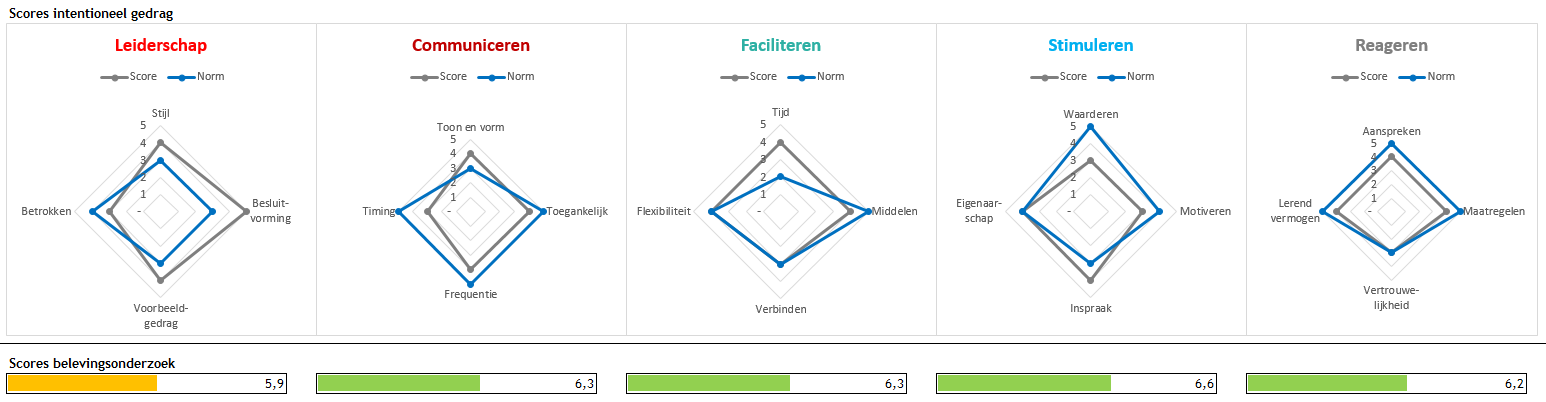 Scores intentioneel gedrag
Leiderschap
Score Norm
Stijl
5
4
3
2
1
-
Betrokken
Besluit-
vorming
Voorbeeld-
gedrag
Communiceren
Score Norm
Toon en vorm
5
4
3
2
1
-
Timing
Toegankelijk
Frequentie
Faciliteren
Score Norm
Tijd
5
4
3
2
1
-
Flexibiliteit
Middelen
Verbinden
Stimuleren
Score Norm
Waarderen
5
4
3
2
1
-
Eigenaar-
schap
Motiveren
Inspraak
Reageren
Score Norm
Aanspreken
5
4
3
2
1
-
Lerend
vermogen
Maatregelen
Vertrouwe-
lijkheid
Scores belevingsonderzoek
5,9
6,3
6,3
6,6
6,2